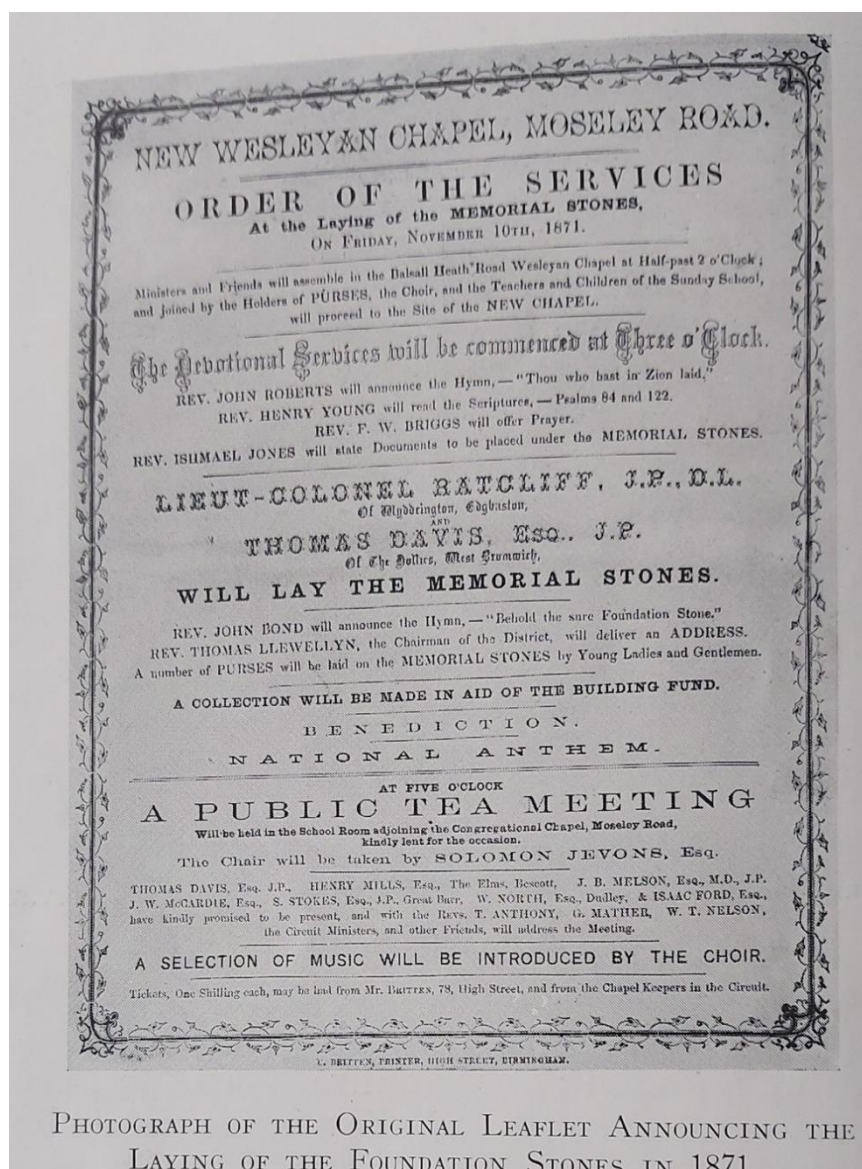 NEW WESLEYAN CHAPEL, MOSELEY ROAD.
ORDER OF THE SERVICES
At the Laying of the MEMORIAL STONES,
ON FRIDAY, NOVEMBER 10TH, 1871.
Ministers and Friends will assemble in the Balsall Heath Road Wesleyan Chapel at Half-past 2 o'Clock;
and joined by the Holders of PURSES, the Choir, and the Teachers and Children of the Sunday School,
will proceed to the Site of the NEW CHAPEL.
The Devotional Services will be commenced at Three o'Clock.
REV. JOHN ROBERTS will announce the Hymn,—"Thou who hast in Zion laid,"
REV. HENRY YOUNG will read the Scriptures,—Psalms 84 and 122.
REV. F. W. BRIGGS will offer Prayer.
REV. ISHMAEL JONES will state Documents to be placed under the MEMORIAL STONES.
LIEUT-COLONEL RATCLIFF, J.P., D.L.
Of Wyddrington, Edgbaston,
AND
THOMAS DAVIS, ESQ., J.P.
Of The Hollies, West Bromwich,
WILL LAY THE MEMORIAL STONES.
REV. JOHN BOND will announce the Hymn,—"Behold the sure Foundation Stone."
REV. THOMAS LLEWELLYN, the Chairman of the District, will deliver an ADDRESS.
A number of PURSES will be laid on the MEMORIAL STONES by Young Ladies and Gentlemen.
A COLLECTION WILL BE MADE IN AID OF THE BUILDING FUND.
BENEDICTION.
NATIONAL ANTHEM.
AT FIVE O'CLOCK
A PUBLIC TEA MEETING
Will be held in the School Room adjoining the Congregational Chapel, Moseley Road,
kindly lent for the occasion.
The Chair will be taken by SOLOMON JEVONS, Esq.
THOMAS DAVIS, Esq. J.P., HENRY MILLS, Esq., The Elms, Bescott, J. B. MELSON, Esq., M.D., J.P.
J. W. McCARDIE, Esq., S. STOKES, Esq., J.P., Great Barr, W. NORTH, Esq., Dudley, & ISAAC FORD, Esq.,
have kindly promised to be present, and with the Revs. T. ANTHONY, G. MATHER, W. T. NELSON,
the Circuit Ministers, and other Friends, will address the Meeting.
A SELECTION OF MUSIC WILL BE INTRODUCED BY THE CHOIR.
Tickets, One Shilling each, may be had from Mr. BRITTEN, 78, High Street, and from the Chapel Keepers in the Circuit.
BRITTEN, PRINTER, HIGH STREET, BIRMINGHAM.
PHOTOGRAPH OF THE ORIGINAL LEAFLET ANNOUNCING THE
LAYING OF THE FOUNDATION STONES IN 1871